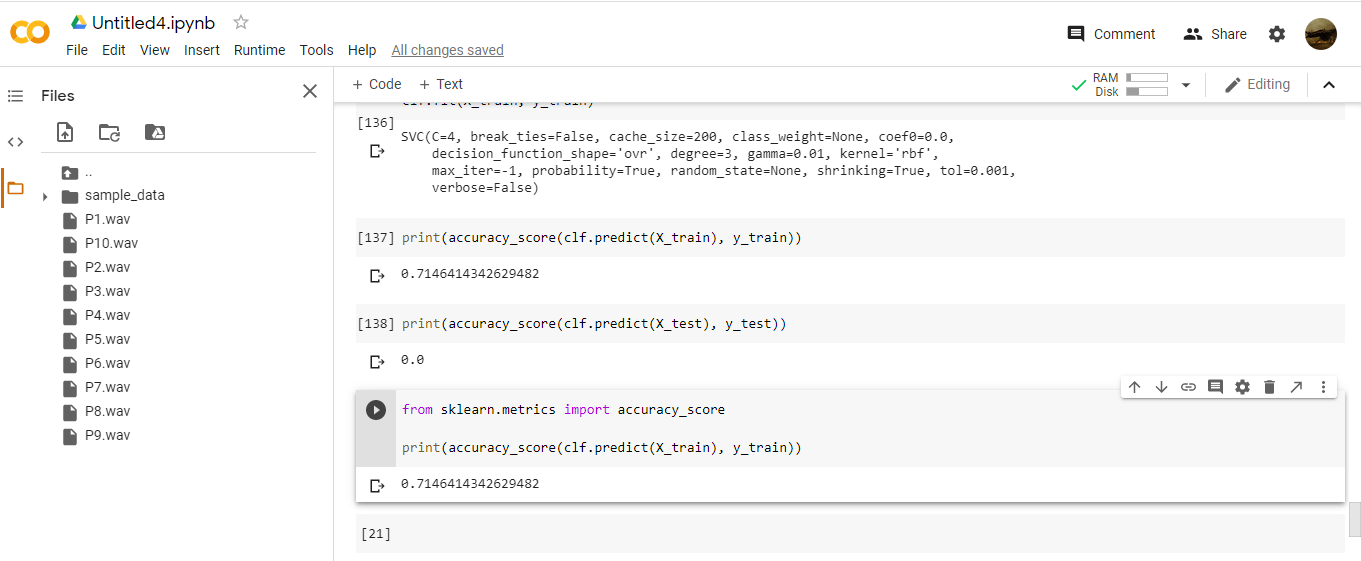 Untitled4.ipynb
File Edit View Insert Runtime Tools Help All changes saved
Comment
Share
Files
+ Code + Text
RAM
Disk
Editing
..
sample_data
P1.wav
P10.wav
P2.wav
P3.wav
P4.wav
P5.wav
P6.wav
P7.wav
P8.wav
P9.wav
clf.fit(X_train, y_train)
[136]
SVC(C=4, break_ties=False, cache_size=200, class_weight=None, coef0=0.0,
decision_function_shape='ovr', degree=3, gamma=0.01, kernel='rbf',
max_iter=-1, probability=True, random_state=None, shrinking=True, tol=0.001,
verbose=False)
[137] print(accuracy_score(clf.predict(X_train), y_train))
0.7146414342629482
[138] print(accuracy_score(clf.predict(X_test), y_test))
0.0
from sklearn.metrics import accuracy_score
print(accuracy_score(clf.predict(X_train), y_train))
0.7146414342629482
[21]